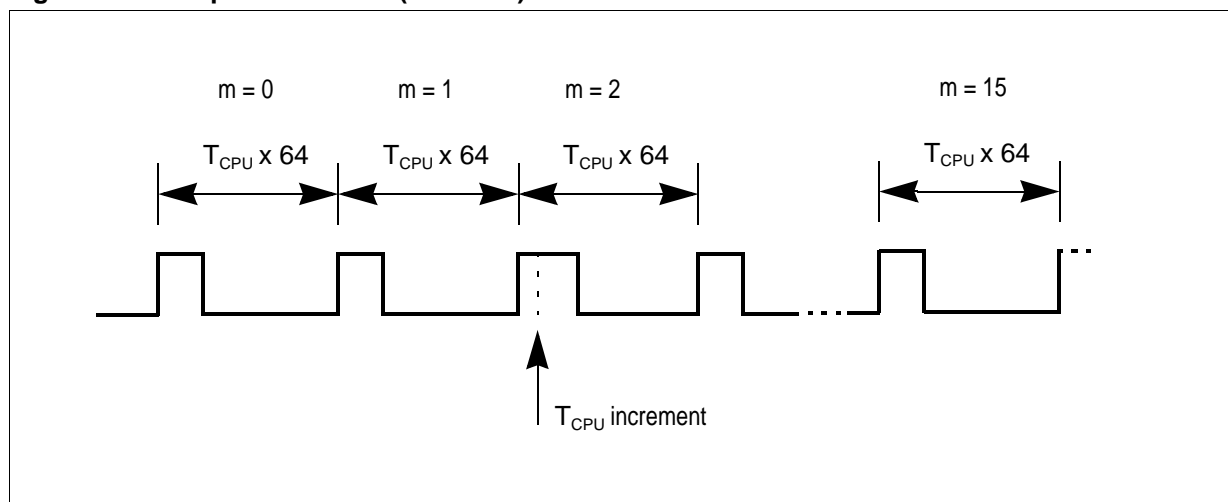 m = 0 m = 1 m = 2 m = 15
T_CPU x 64 T_CPU x 64 T_CPU x 64 T_CPU x 64
T_CPU increment